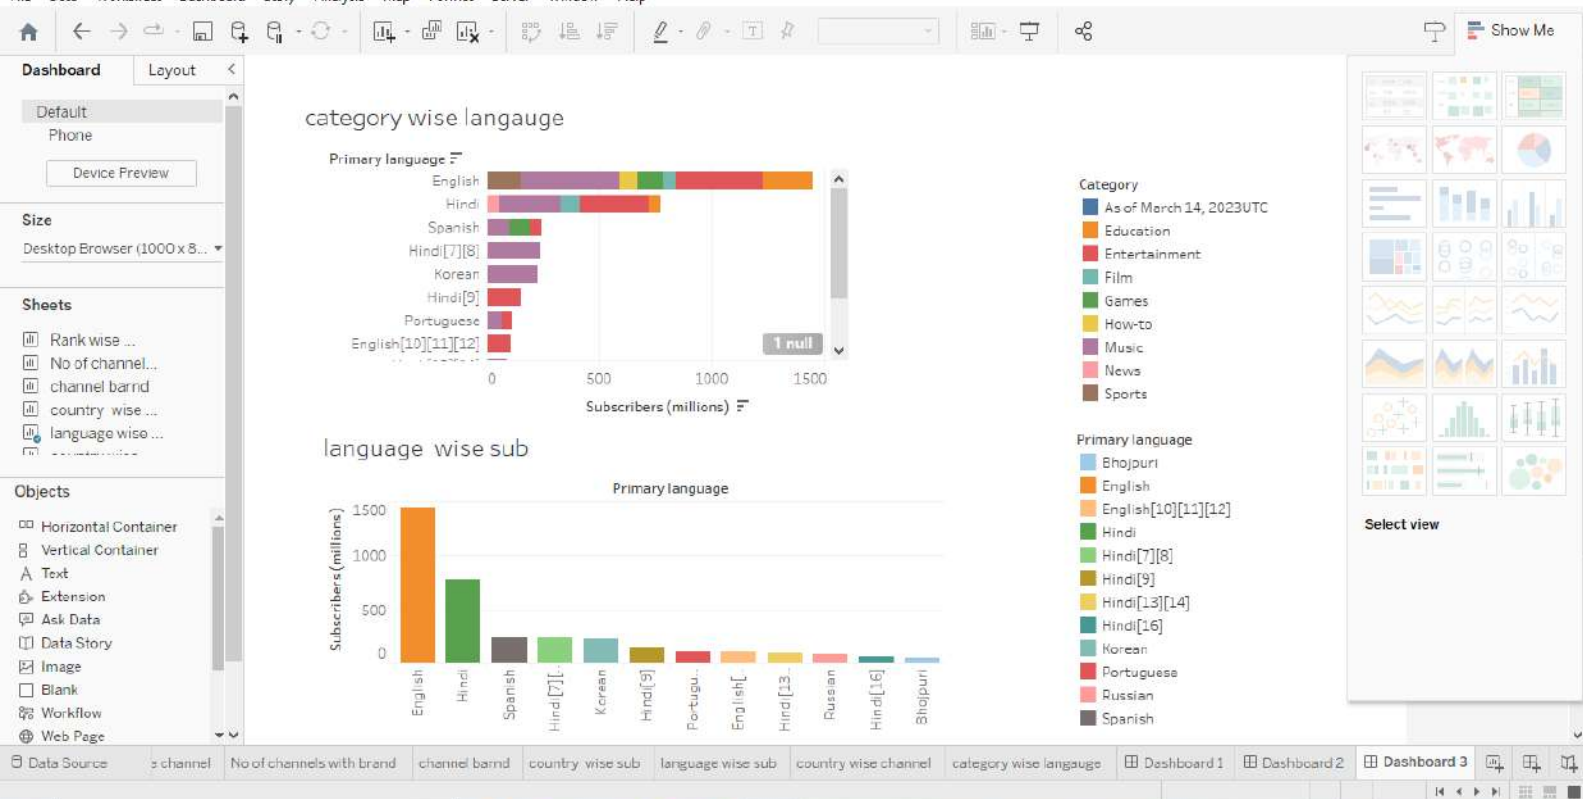 Show Me
Dashboard
Layout
Default
Phone
Device Preview
Size
Desktop Browser (1000 x 8...
Sheets
Rank wise ...
No of channel...
channel barnd
country wise ...
language wise ...
Objects
Horizontal Container
Vertical Container
Text
Extension
Ask Data
Data Story
Image
Blank
Workflow
Web Page
category wise langauge
Primary language
English
Hindi
Spanish
Hindi[7][8]
Korean
Hindi[9]
Portuguese
English[10][11][12]
1 null
0 500 1000 1500
Subscribers (millions)
Category
As of March 14, 2023UTC
Education
Entertainment
Film
Games
How-to
Music
News
Sports
language wise sub
Primary language
Subscribers (millions)
1500
1000
500
0
English
Hindi
Spanish
Hindi[7][..
Korean
Hindi[9]
Portugu..
English[..
Hindi[13..
Russian
Hindi[16]
Bhojpuri
Primary language
Bhojpuri
English
English[10][11][12]
Hindi
Hindi[7][8]
Hindi[9]
Hindi[13][14]
Hindi[16]
Korean
Portuguese
Russian
Spanish
Select view
Data Source
e channel
No of channels with brand
channel barnd
country wise sub
language wise sub
country wise channel
category wise langauge
Dashboard 1
Dashboard 2
Dashboard 3